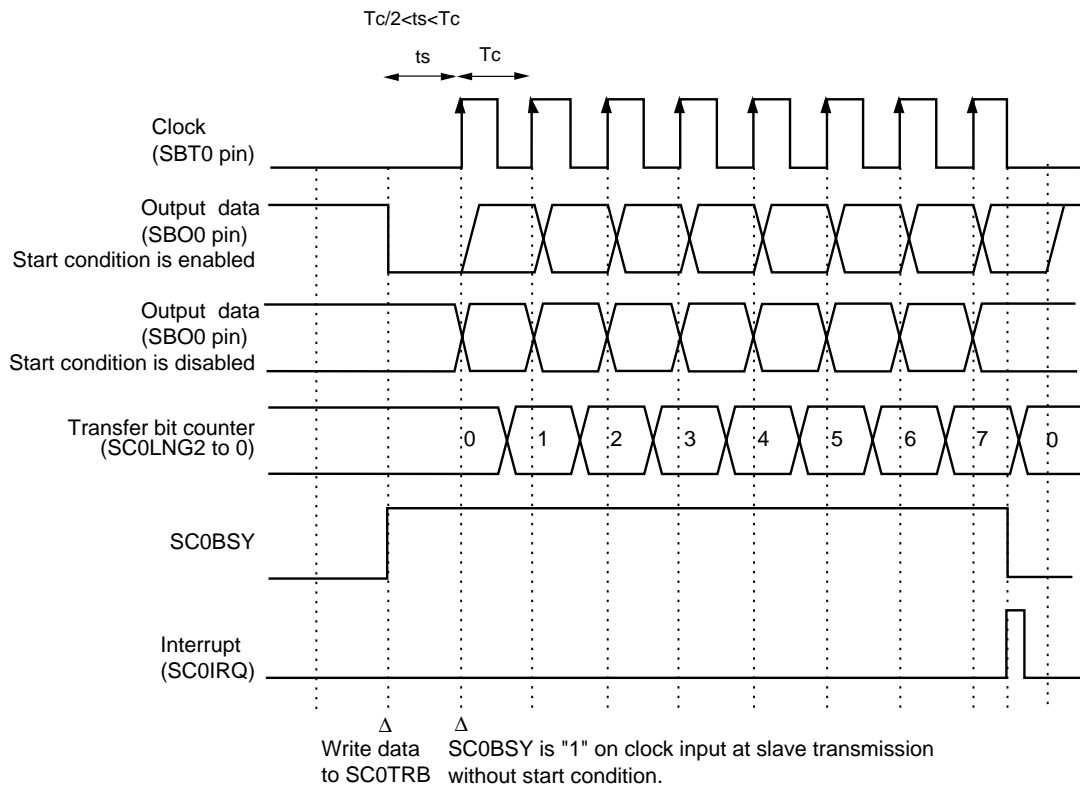 Tc/2<ts<Tc
ts
Tc
Clock
(SBT0 pin)
Output data
(SBO0 pin)
Start condition is enabled
Output data
(SBO0 pin)
Start condition is disabled
Transfer bit counter
(SC0LNG2 to 0)
0 1 2 3 4 5 6 7 0
SC0BSY
Interrupt
(SC0IRQ)
Δ Δ
Write data
to SC0TRB
SC0BSY is "1" on clock input at slave transmission
without start condition.